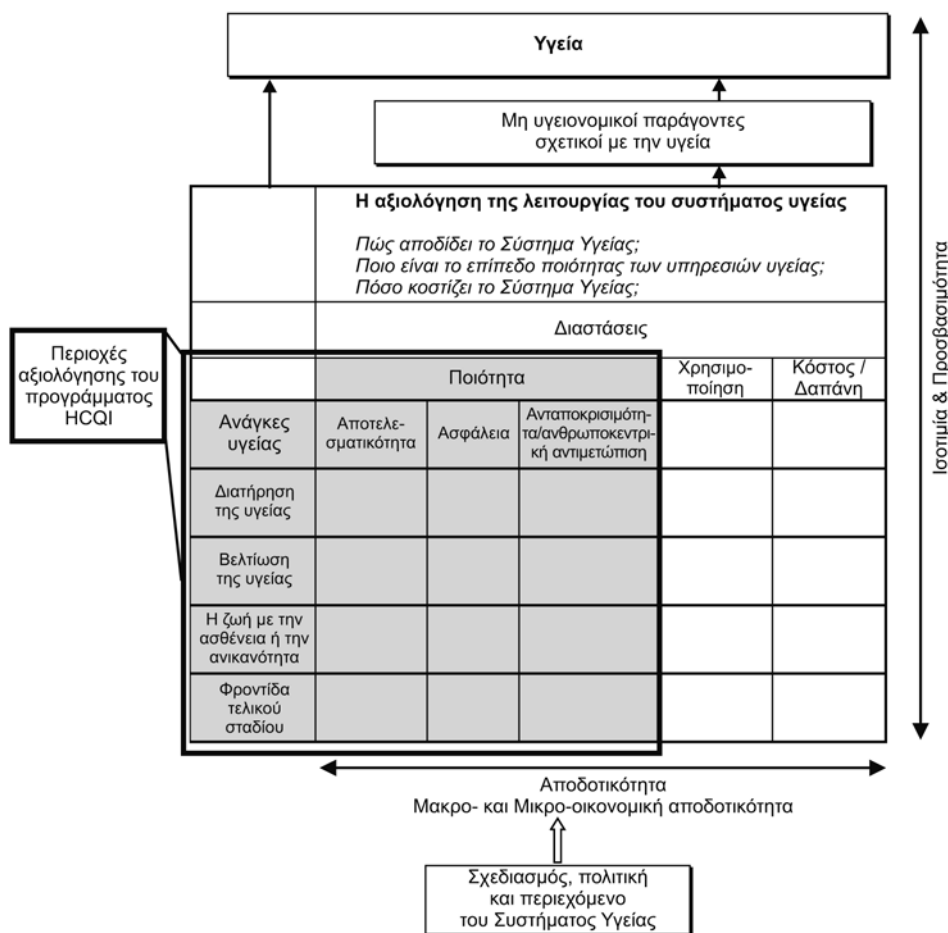 Υγεία
Μη υγειονομικοί παράγοντες
σχετικοί με την υγεία
Η αξιολόγηση της λειτουργίας του συστήματος υγείας
Πώς αποδίδει το Σύστημα Υγείας;
Ποιο είναι το επίπεδο ποιότητας των υπηρεσιών υγείας;
Πόσο κοστίζει το Σύστημα Υγείας;
Διαστάσεις
Περιοχές
αξιολόγησης του
προγράμματος
HCQI
Ποιότητα
Χρησιμο-
ποίηση
Κόστος /
Δαπάνη
Ανάγκες
υγείας
Αποτελε-
σματικότητα
Ασφάλεια
Ανταποκρισιμότη-
τα/ανθρωποκεντρι-
κή αντιμετώπιση
Διατήρηση
της υγείας
Βελτίωση
της υγείας
Η ζωή με την
ασθένεια ή την
ανικανότητα
Φροντίδα
τελικού
σταδίου
Ισοτιμία & Προσβασιμότητα
Αποδοτικότητα
Μακρο- και Μικρο-οικονομική αποδοτικότητα
Σχεδιασμός, πολιτική
και περιεχόμενο
του Συστήματος Υγείας